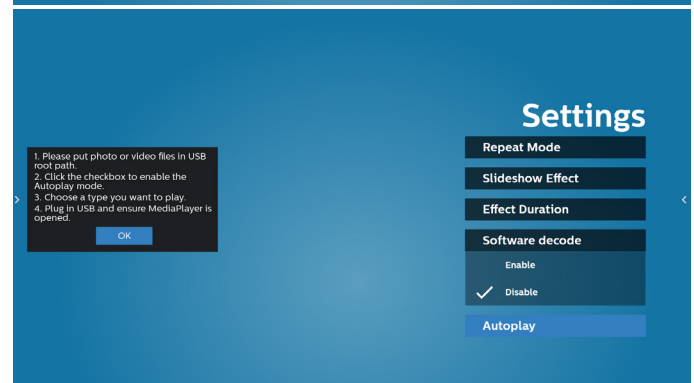 Settings
1. Please put photo or video files in USB
root path.
2. Click the checkbox to enable the
Autoplay mode.
3. Choose a type you want to play.
4. Plug in USB and ensure MediaPlayer is
opened.
OK
Repeat Mode
Slideshow Effect
Effect Duration
Software decode
Enable
Disable
Autoplay